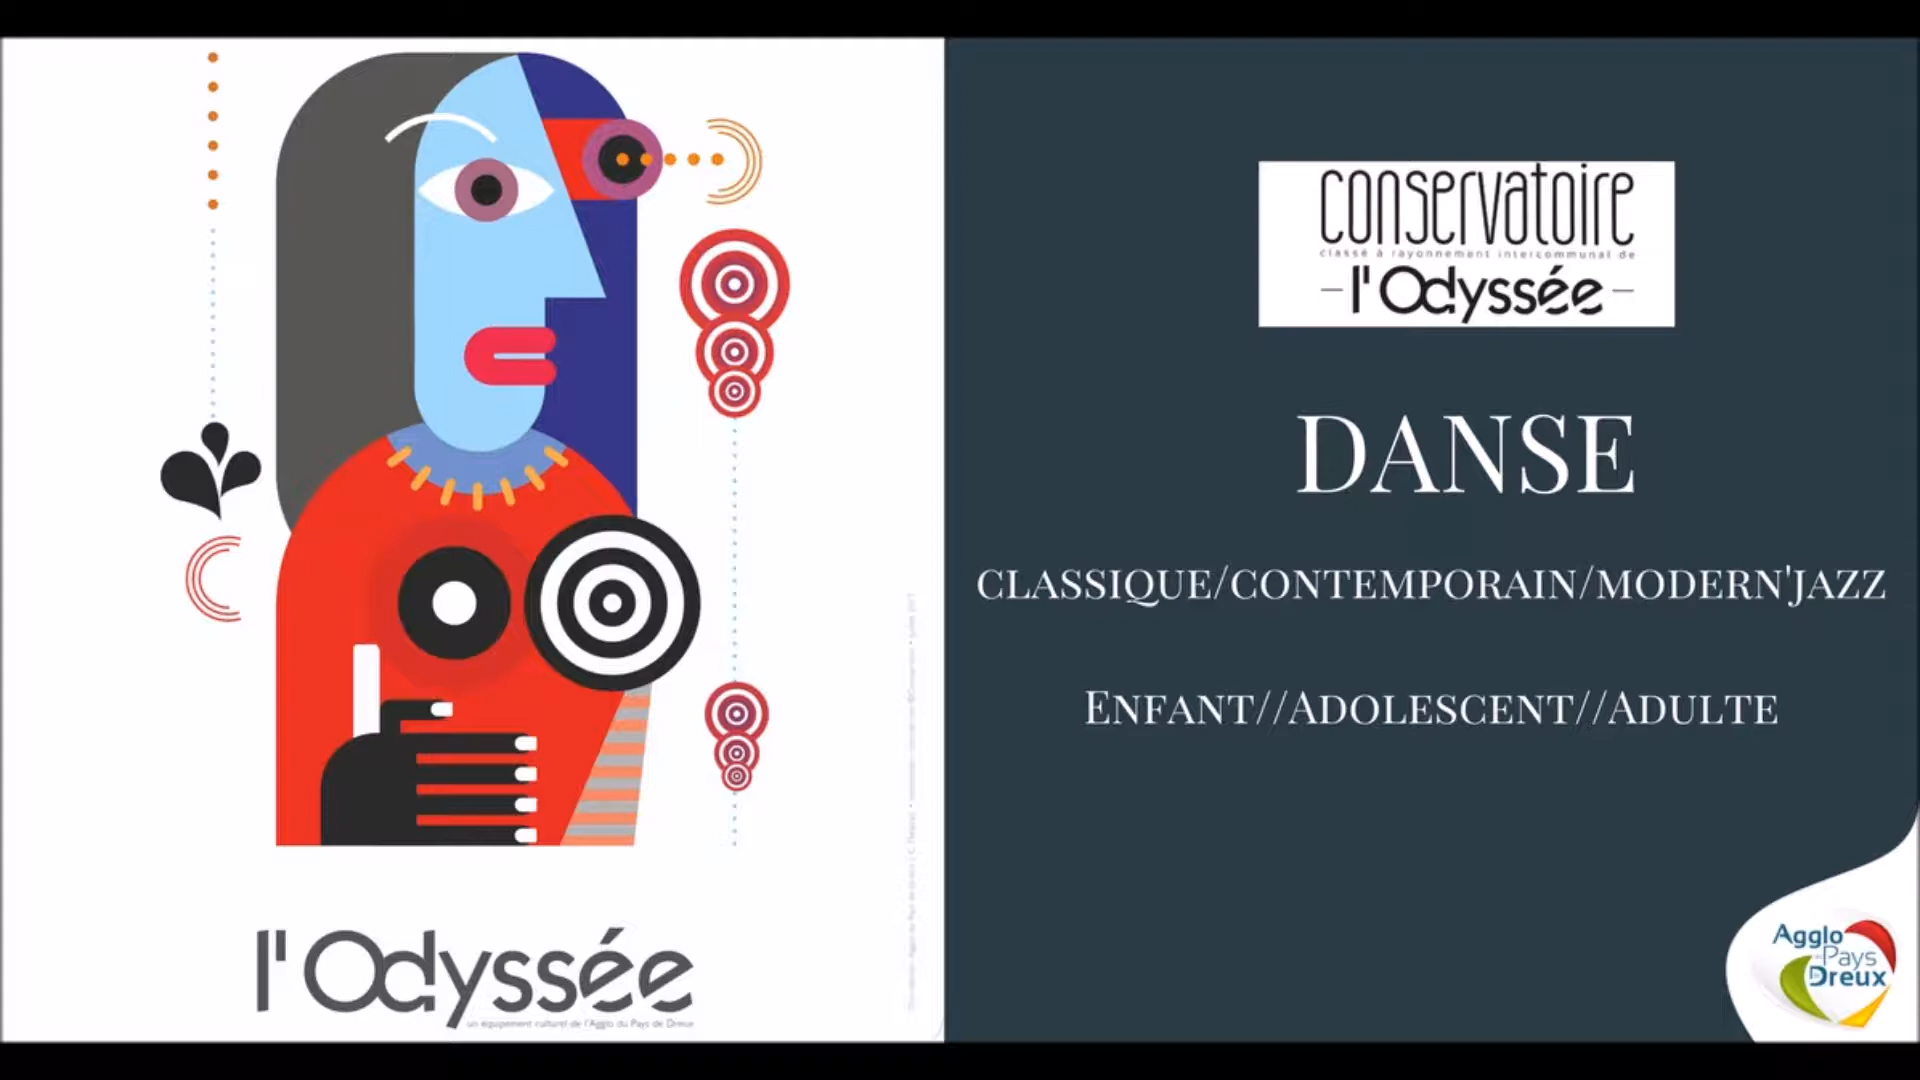 l'Odyssée
un équipement culturel de l'Agglo du Pays de Dreux
conservatoire
classé à rayonnement intercommunal de
-l'Odyssée-
DANSE
CLASSIQUE/CONTEMPORAIN/MODERN'JAZZ
ENFANT//ADOLESCENT//ADULTE
Agglo
Pays
Dreux